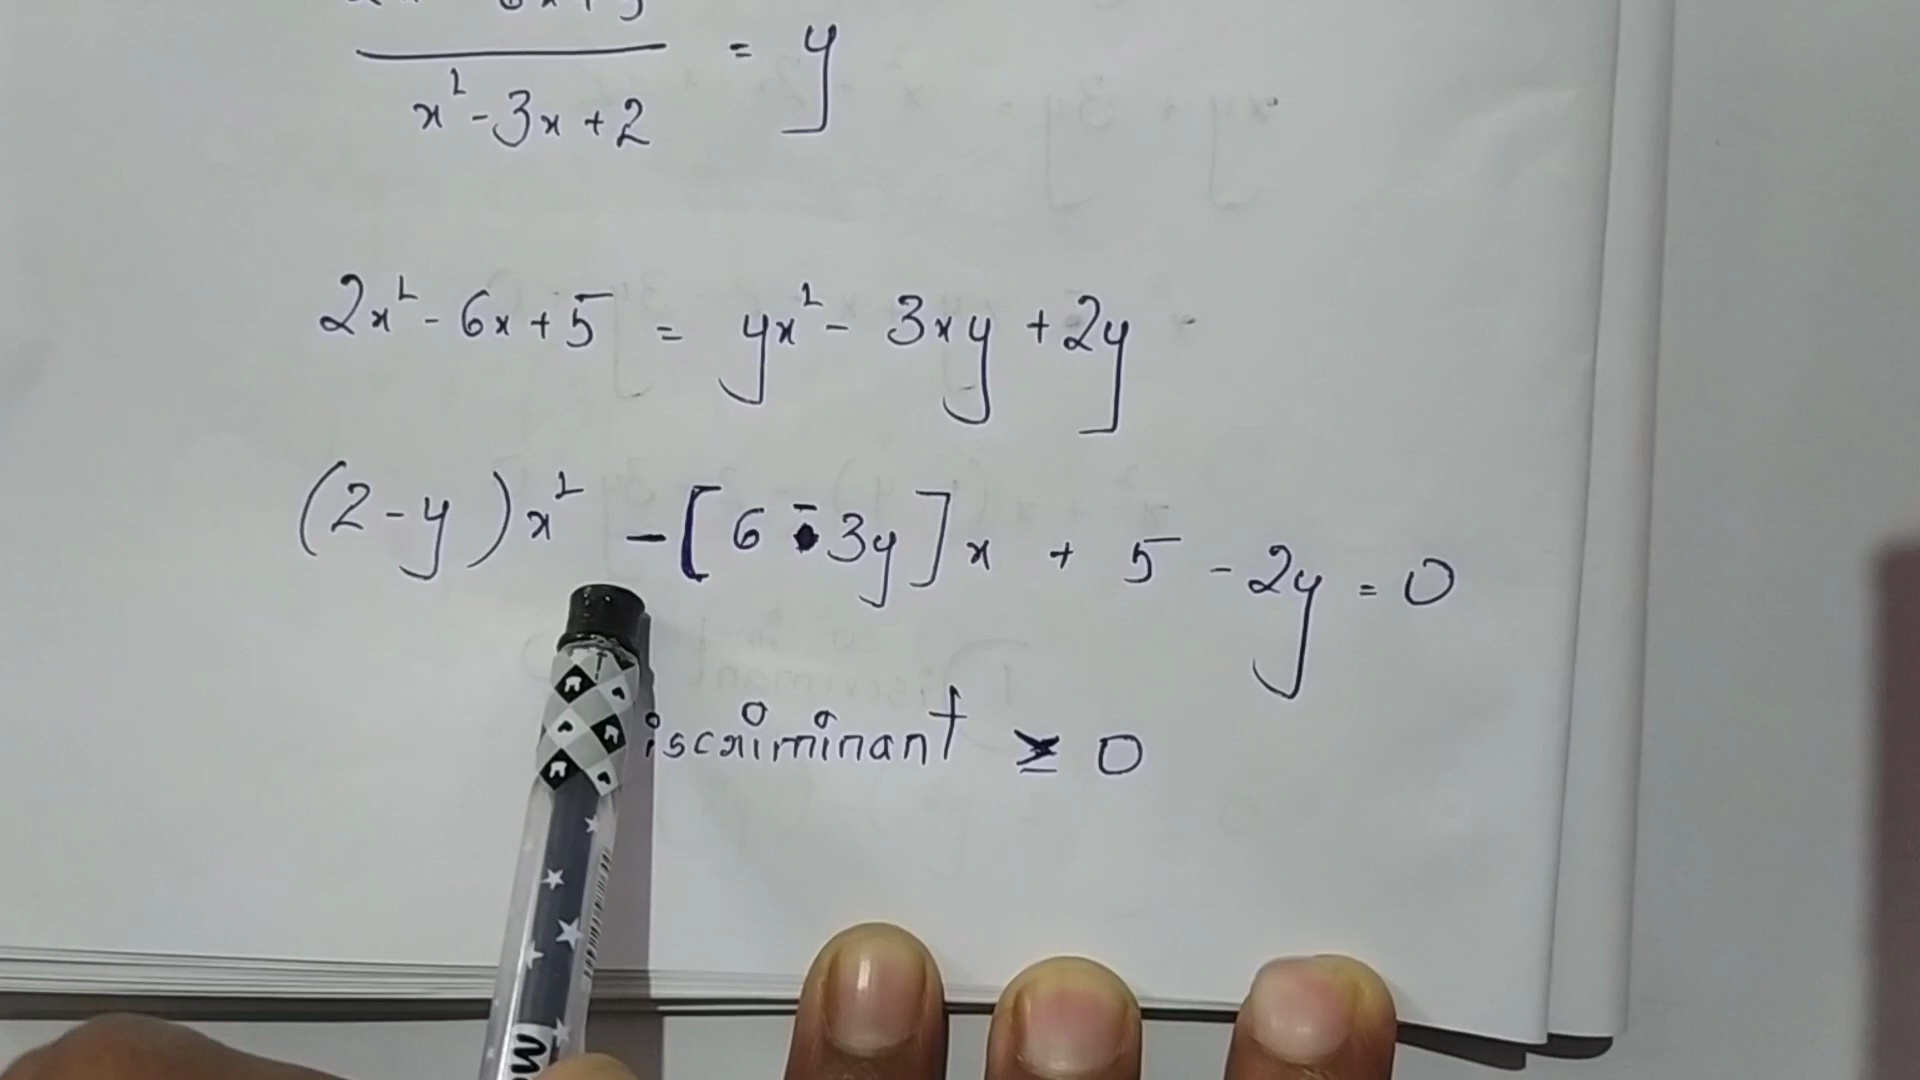 = y
x² - 3x + 2
2x² - 6x + 5 = yx² - 3xy + 2y
(2 - y)x² - [6 - 3y]x + 5 - 2y = 0
iscriminant ≥ 0